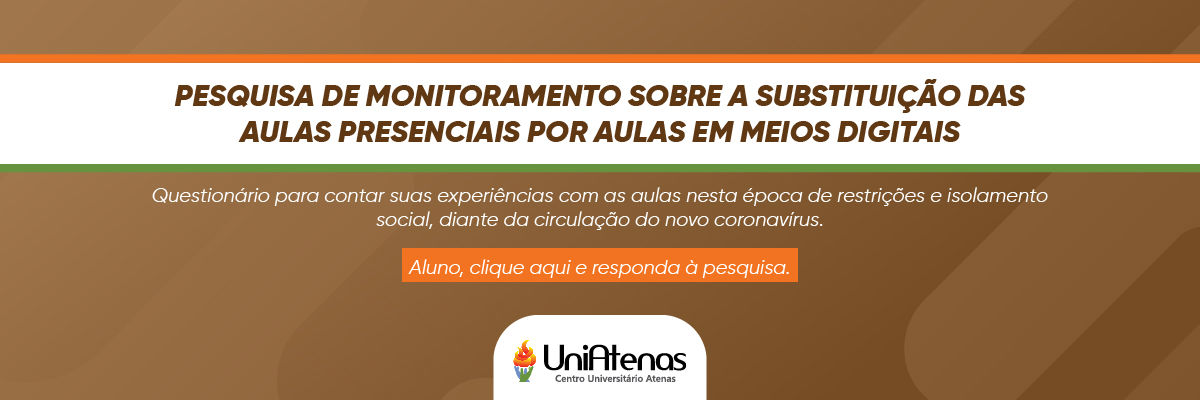 PESQUISA DE MONITORAMENTO SOBRE A SUBSTITUIÇÃO DAS
AULAS PRESENCIAIS POR AULAS EM MEIOS DIGITAIS
Questionário para contar suas experiências com as aulas nesta época de restrições e isolamento
social, diante da circulação do novo coronavírus.
Aluno, clique aqui e responda à pesquisa.
UniAtenas
Centro Universitário Atenas